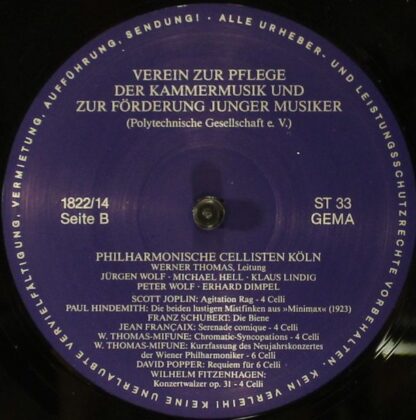 VERMIETUNG, AUFFÜHRUNG, SENDUNG! · ALLE URHEBER- UND LEISTUNGSSCHUTZRECHTE VORBEHALTEN. KEIN VERLEIH! KEINE UNERLAUBTE VERVIELFÄLTIGUNG,
VEREIN ZUR PFLEGE
DER KAMMERMUSIK UND
ZUR FÖRDERUNG JUNGER MUSIKER
(Polytechnische Gesellschaft e. V.)
1822/14
Seite B
ST 33
GEMA
PHILHARMONISCHE CELLISTEN KÖLN
WERNER THOMAS, Leitung
JÜRGEN WOLF · MICHAEL HELL · KLAUS LINDIG
PETER WOLF · ERHARD DIMPEL
SCOTT JOPLIN: Agitation Rag - 4 Celli
PAUL HINDEMITH: Die beiden lustigen Mistfinken aus »Minimax« (1923)
FRANZ SCHUBERT: Die Biene
JEAN FRANÇAIX: Serenade comique - 4 Celli
W. THOMAS-MIFUNE: Chromatic-Syncopations - 4 Celli
W. THOMAS-MIFUNE: Kurzfassung des Neujahrskonzertes
der Wiener Philharmoniker - 6 Celli
DAVID POPPER: Requiem für 6 Celli
WILHELM FITZENHAGEN:
Konzertwalzer op. 31 - 4 Celli